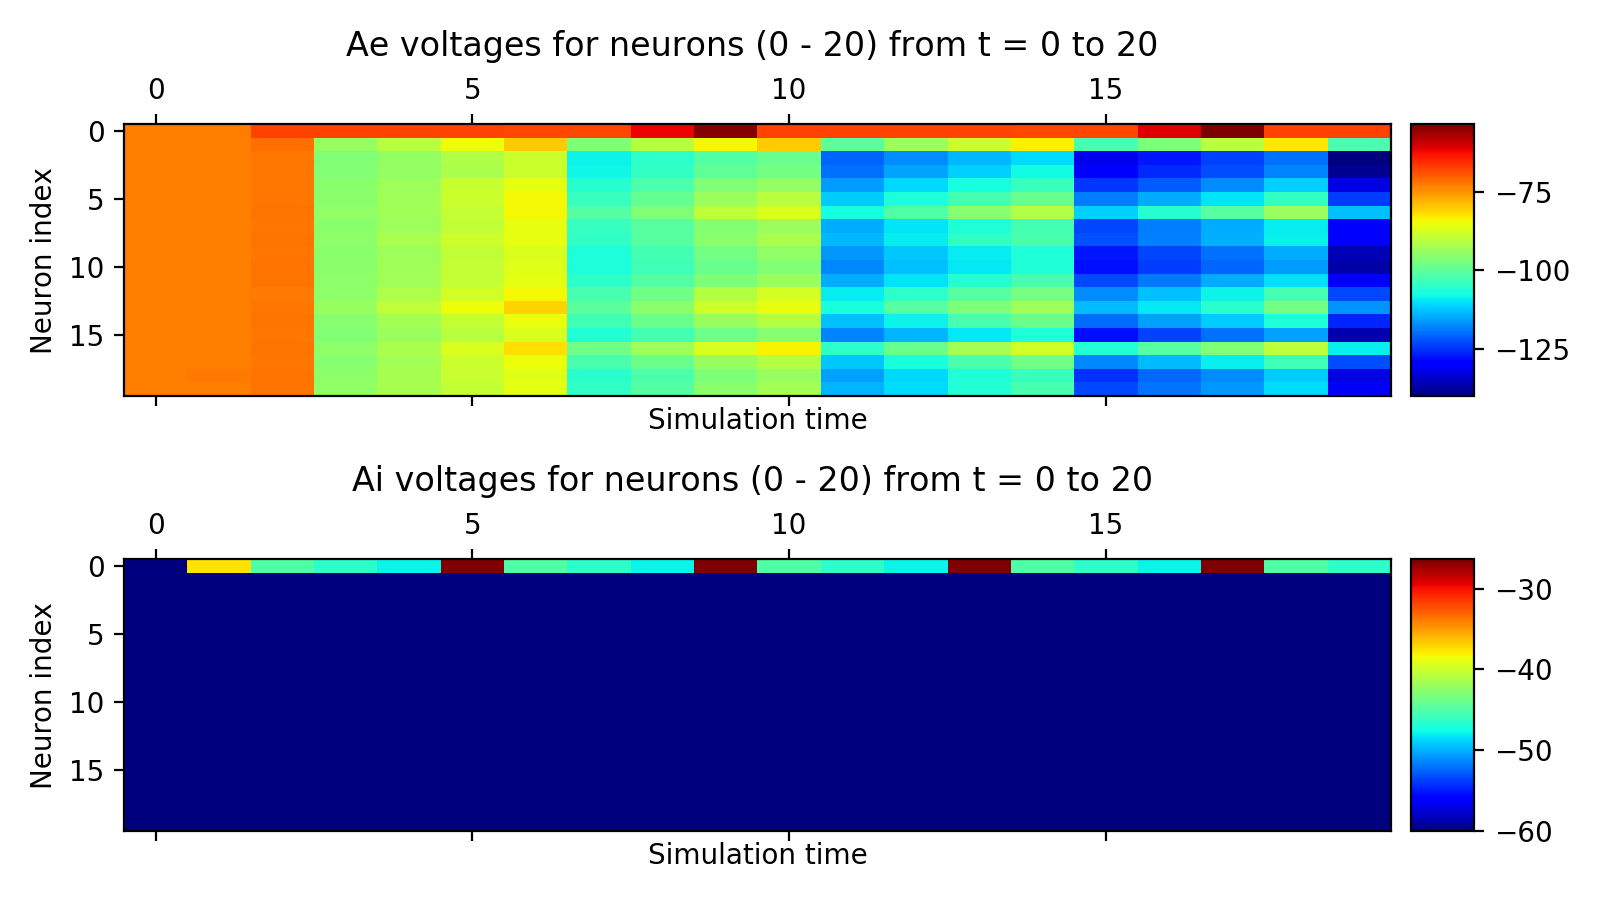 Ae voltages for neurons (0 - 20) from t = 0 to 20
0 5 10 15
Neuron index
0
5
10
15
Simulation time
−75
−100
−125
Ai voltages for neurons (0 - 20) from t = 0 to 20
0 5 10 15
Neuron index
0
5
10
15
Simulation time
−30
−40
−50
−60